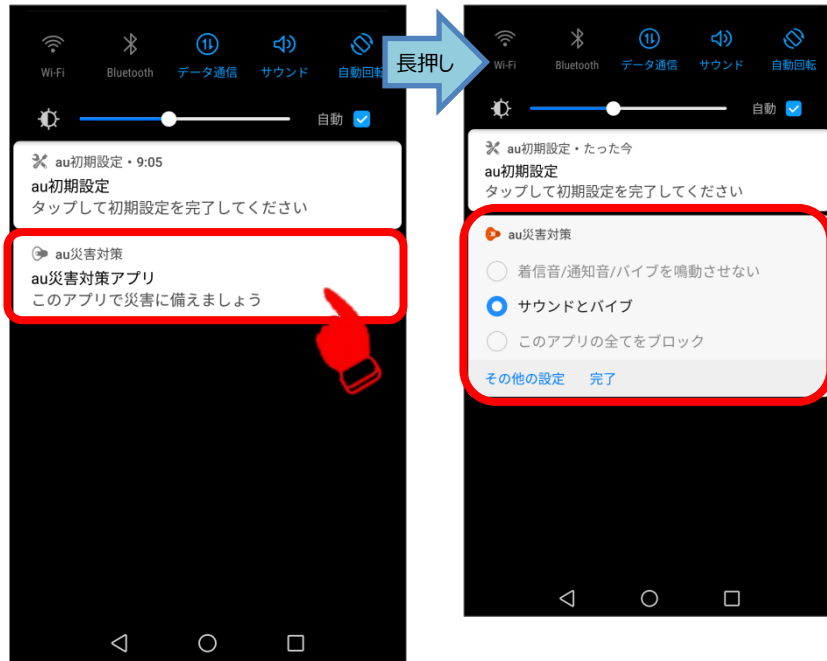 Wi-Fi
Bluetooth
データ通信
サウンド
自動回転
自動
au初期設定・9:05
au初期設定
タップして初期設定を完了してください
au災害対策
au災害対策アプリ
このアプリで災害に備えましょう
長押し
Wi-Fi
Bluetooth
データ通信
サウンド
自動回転
自動
au初期設定・たった今
au初期設定
タップして初期設定を完了してください
au災害対策
着信音/通知音/バイブを鳴動させない
サウンドとバイブ
このアプリの全てをブロック
その他の設定 完了